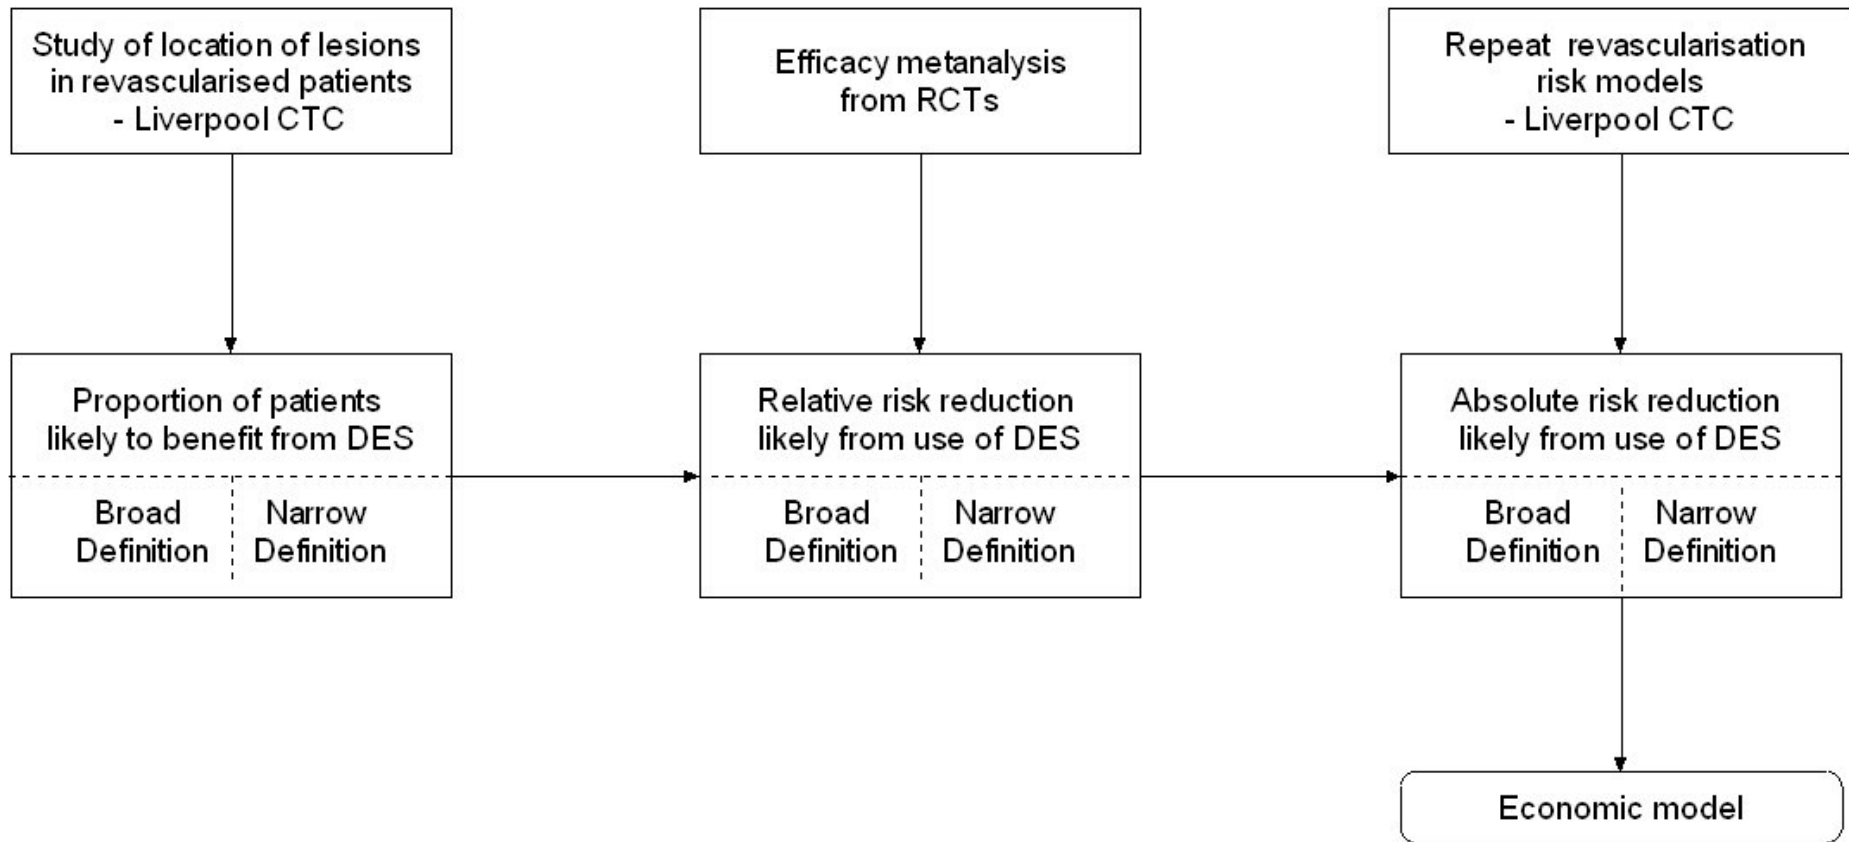 Study of location of lesions
in revascularised patients
- Liverpool CTC
Efficacy metanalysis
from RCTs
Repeat revascularisation
risk models
- Liverpool CTC
Proportion of patients
likely to benefit from DES
Broad
Definition
Narrow
Definition
Relative risk reduction
likely from use of DES
Broad
Definition
Narrow
Definition
Absolute risk reduction
likely from use of DES
Broad
Definition
Narrow
Definition
Economic model